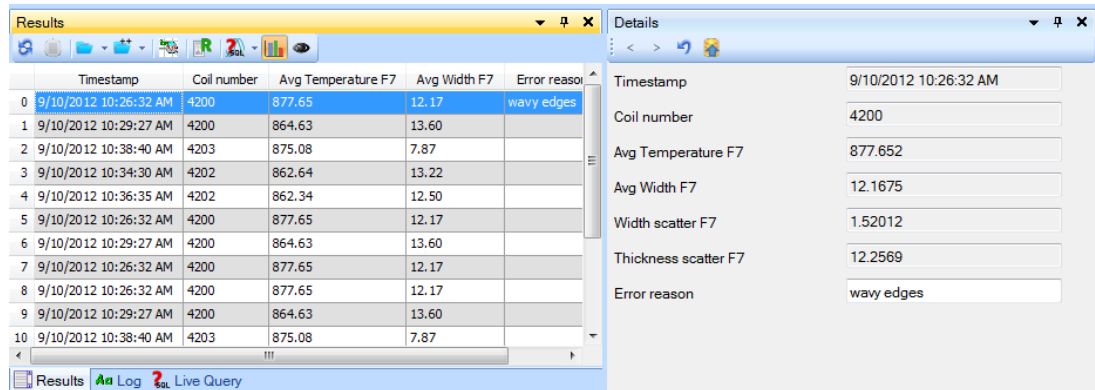 Results
Timestamp Coil number Avg Temperature F7 Avg Width F7 Error reason
0 9/10/2012 10:26:32 AM 4200 877.65 12.17 wavy edges
1 9/10/2012 10:29:27 AM 4200 864.63 13.60
2 9/10/2012 10:38:40 AM 4203 875.08 7.87
3 9/10/2012 10:34:30 AM 4202 862.64 13.22
4 9/10/2012 10:36:35 AM 4202 862.34 12.50
5 9/10/2012 10:26:32 AM 4200 877.65 12.17
6 9/10/2012 10:29:27 AM 4200 864.63 13.60
7 9/10/2012 10:26:32 AM 4200 877.65 12.17
8 9/10/2012 10:26:32 AM 4200 877.65 12.17
9 9/10/2012 10:29:27 AM 4200 864.63 13.60
10 9/10/2012 10:38:40 AM 4203 875.08 7.87
Results Log Live Query
Details
Timestamp 9/10/2012 10:26:32 AM
Coil number 4200
Avg Temperature F7 877.652
Avg Width F7 12.1675
Width scatter F7 1.52012
Thickness scatter F7 12.2569
Error reason wavy edges